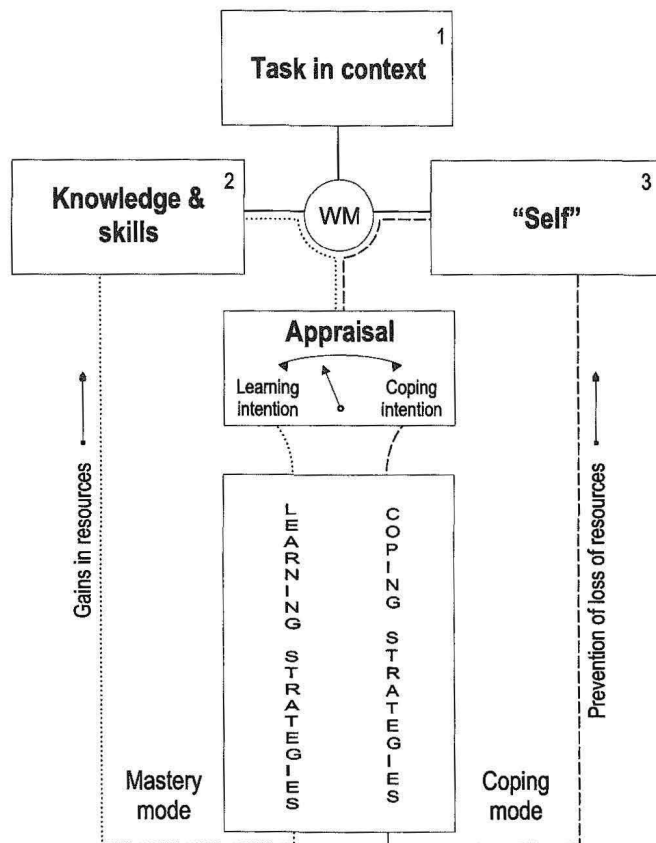 1
Task in context
2
Knowledge &
skills
WM
3
“Self”
Appraisal
Learning
intention
Coping
intention
Gains in resources
LEARNING STRATEGIES
COPING STRATEGIES
Prevention of loss of resources
Mastery
mode
Coping
mode